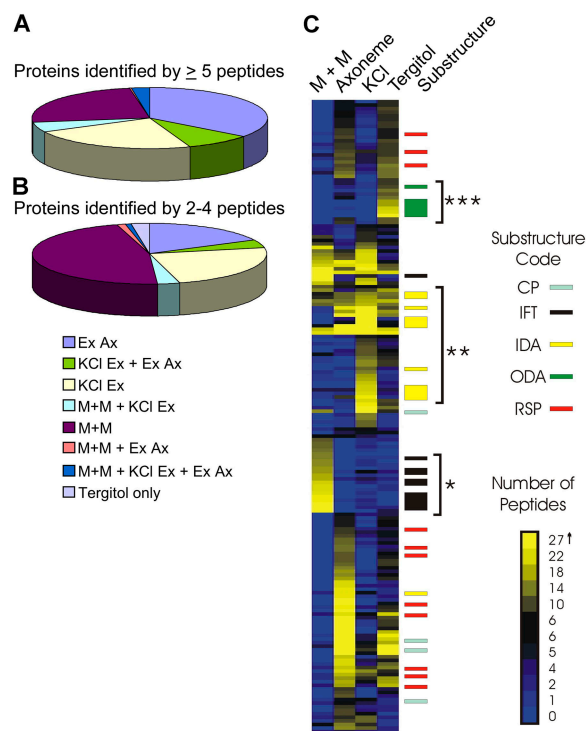 A
Proteins identified by ≥ 5 peptides
B
Proteins identified by 2-4 peptides
Ex Ax
KCl Ex + Ex Ax
KCl Ex
M+M + KCl Ex
M+M
M+M + Ex Ax
M+M + KCl Ex + Ex Ax
Tergitol only
C
M + M
Axoneme
KCl
Tergitol
Substructure
***
**
*
Substructure
Code
CP
IFT
IDA
ODA
RSP
Number of
Peptides
27↑
22
18
14
10
6
6
5
4
2
1
0